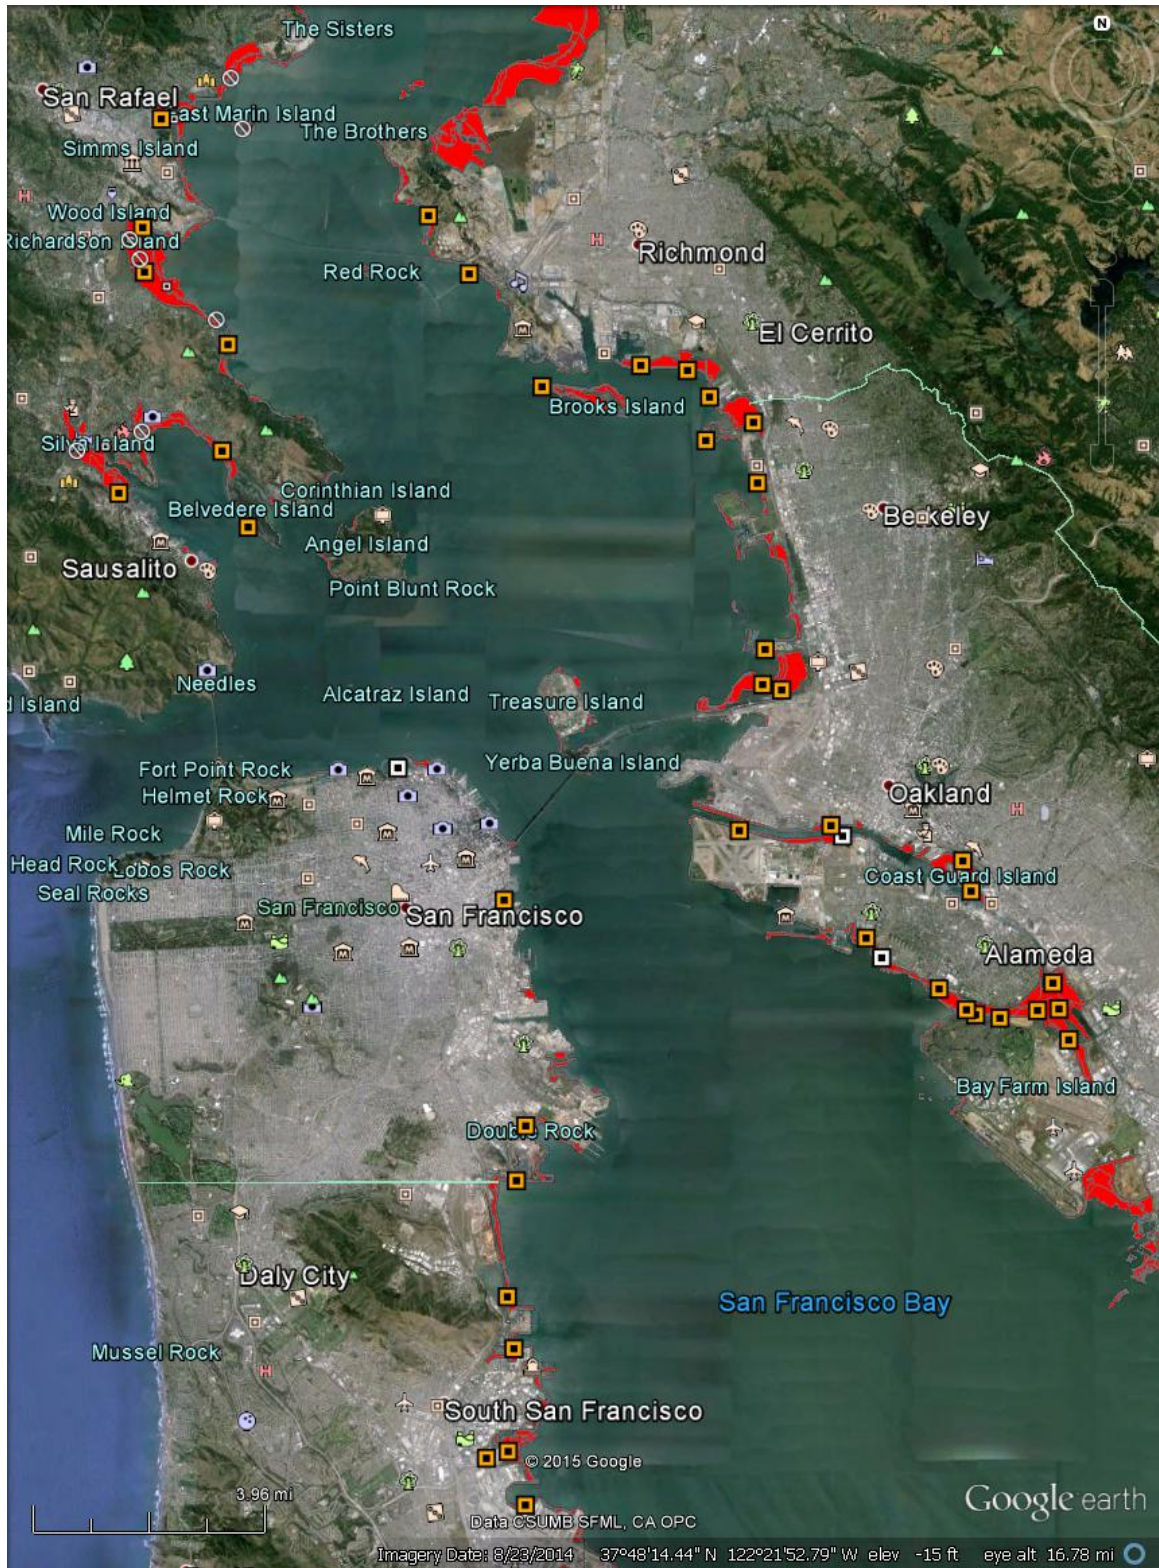 The Sisters
San Rafael
East Marin Island
The Brothers
Simms Island
Wood Island
Richardson Island
Richmond
Red Rock
El Cerrito
Brooks Island
Silva Island
Corinthian Island
Belvedere Island
Berkeley
Angel Island
Sausalito
Point Blunt Rock
Needles
Alcatraz Island
Treasure Island
d Island
Yerba Buena Island
Fort Point Rock
Helmet Rock
Oakland
Mile Rock
Head Rock
Lobos Rock
Coast Guard Island
Seal Rocks
San Francisco
San Francisco
Alameda
Bay Farm Island
Double Rock
Daly City
San Francisco Bay
Mussel Rock
South San Francisco
© 2015 Google
3.96 mi
Google earth
Data CSUMB SFML, CA OPC
Imagery Date: 8/23/2014 37°48'14.44" N 122°21'52.79" W elev -15 ft eye alt 16.78 mi
N